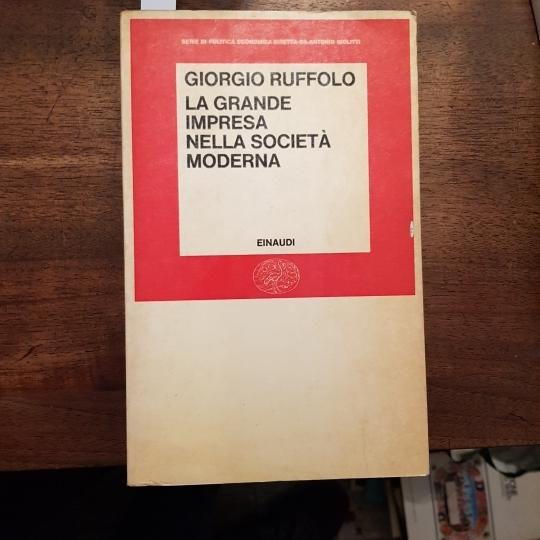 SERIE DI POLITICA ECONOMICA DIRETTA DA ANTONIO GIOLITTI
GIORGIO RUFFOLO
LA GRANDE
IMPRESA
NELLA SOCIETÀ
MODERNA
EINAUDI